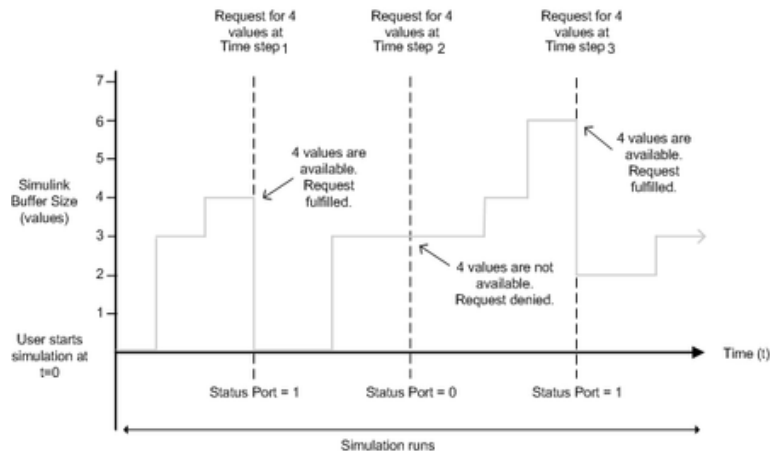 Request for 4
values at
Time step 1
Request for 4
values at
Time step 2
Request for 4
values at
Time step 3
7
6
5
4
3
2
1
Simulink
Buffer Size
(values)
4 values are
available.
Request
fulfilled.
4 values are
available.
Request
fulfilled.
4 values are not
available.
Request denied.
User starts
simulation at
t=0
Time (t)
Status Port = 1
Status Port = 0
Status Port = 1
Simulation runs